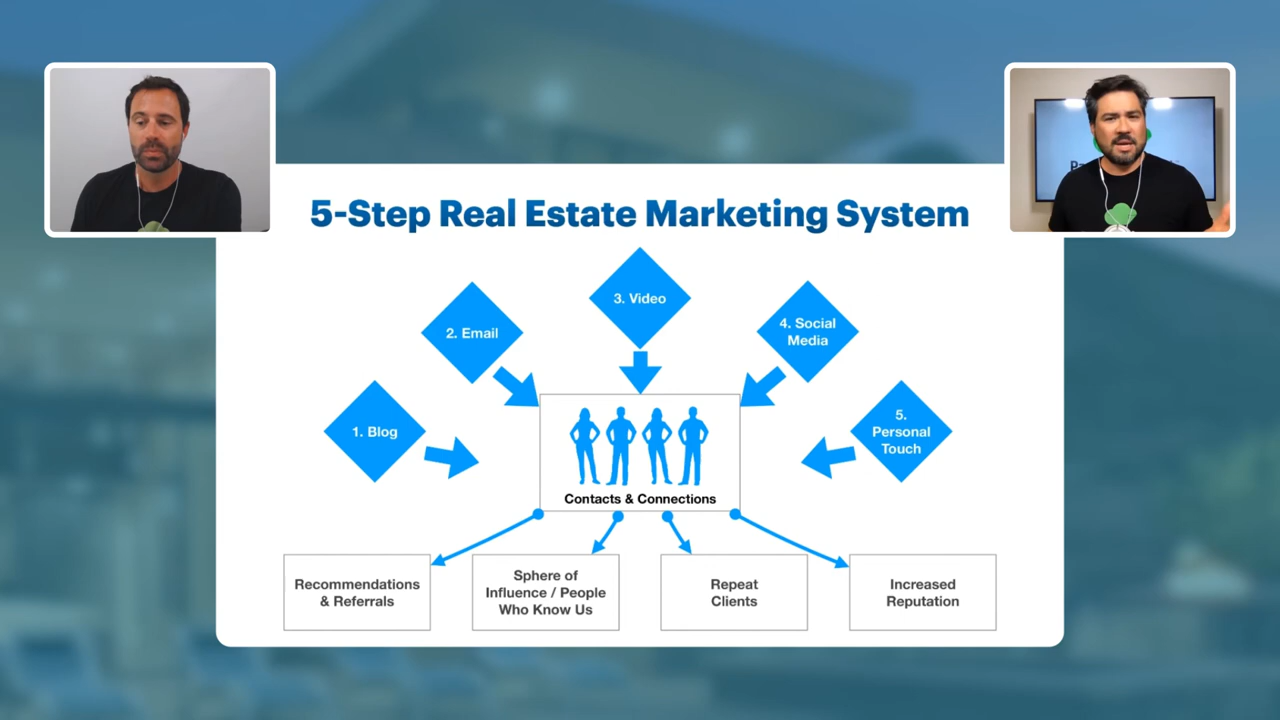 5-Step Real Estate Marketing System
3. Video
2. Email
4. Social
Media
1. Blog
5.
Personal
Touch
Contacts & Connections
Recommendations
& Referrals
Sphere of
Influence / People
Who Know Us
Repeat
Clients
Increased
Reputation